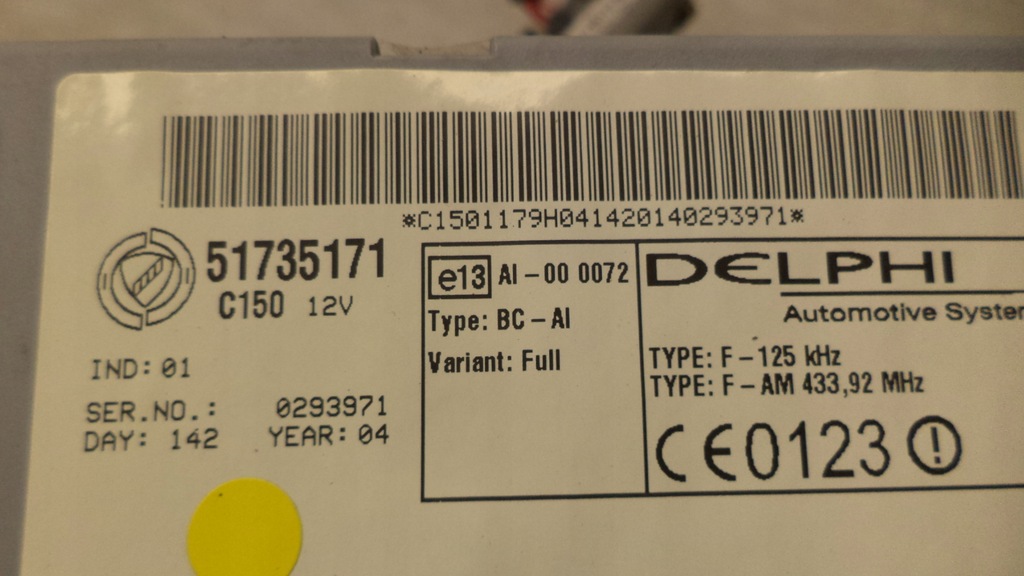 *C1501179H041420140293971*
51735171
C150 12V
IND: 01
SER.NO.: 0293971
DAY: 142 YEAR: 04
e13 AI-00 0072
Type: BC-AI
Variant: Full
DELPHI
Automotive System
TYPE: F-125 kHz
TYPE: F-AM 433,92 MHz
CE0123